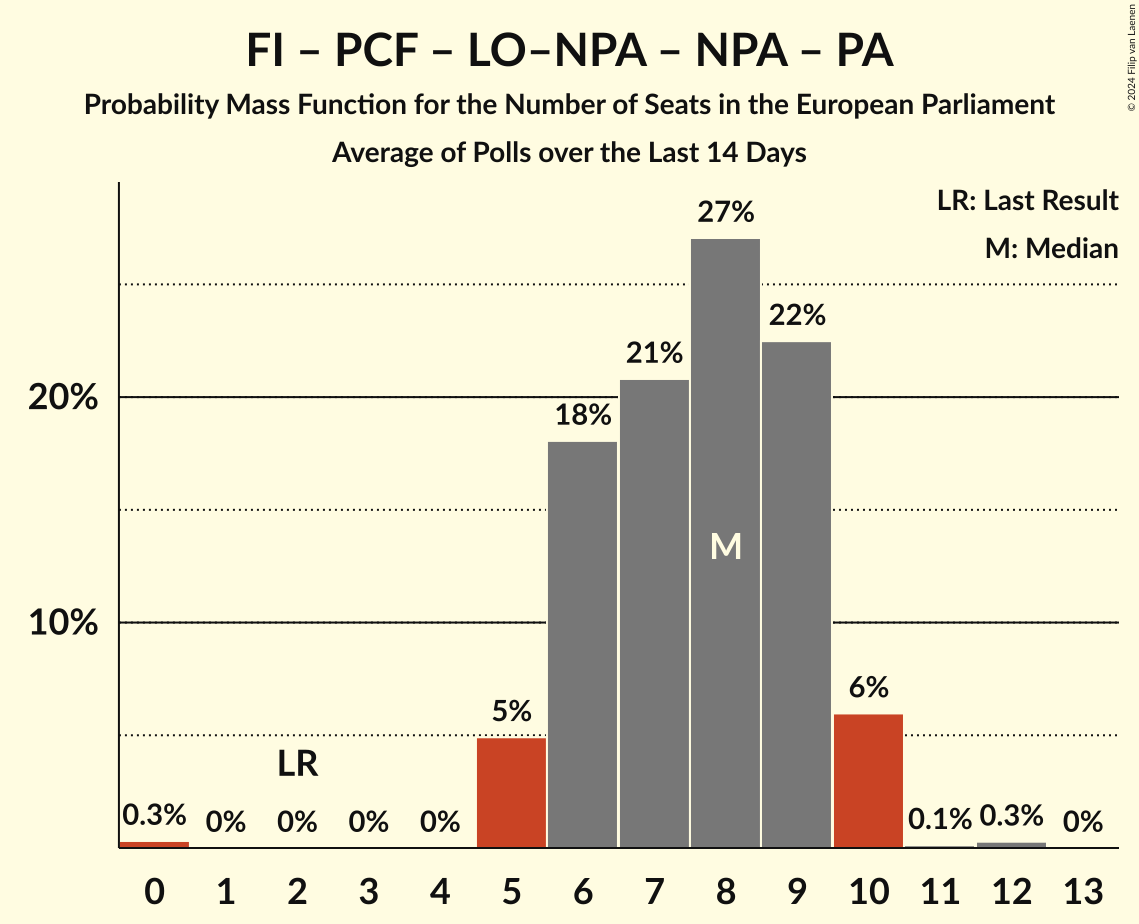 FI – PCF – LO–NPA – NPA – PA
Probability Mass Function for the Number of Seats in the European Parliament
Average of Polls over the Last 14 Days
© 2024 Filip van Laenen
LR: Last Result
M: Median
27%
22%
21%
20%
18%
M
10%
6%
5%
LR
0.3% 0% 0% 0% 0% 0.1% 0.3% 0%
0 1 2 3 4 5 6 7 8 9 10 11 12 13